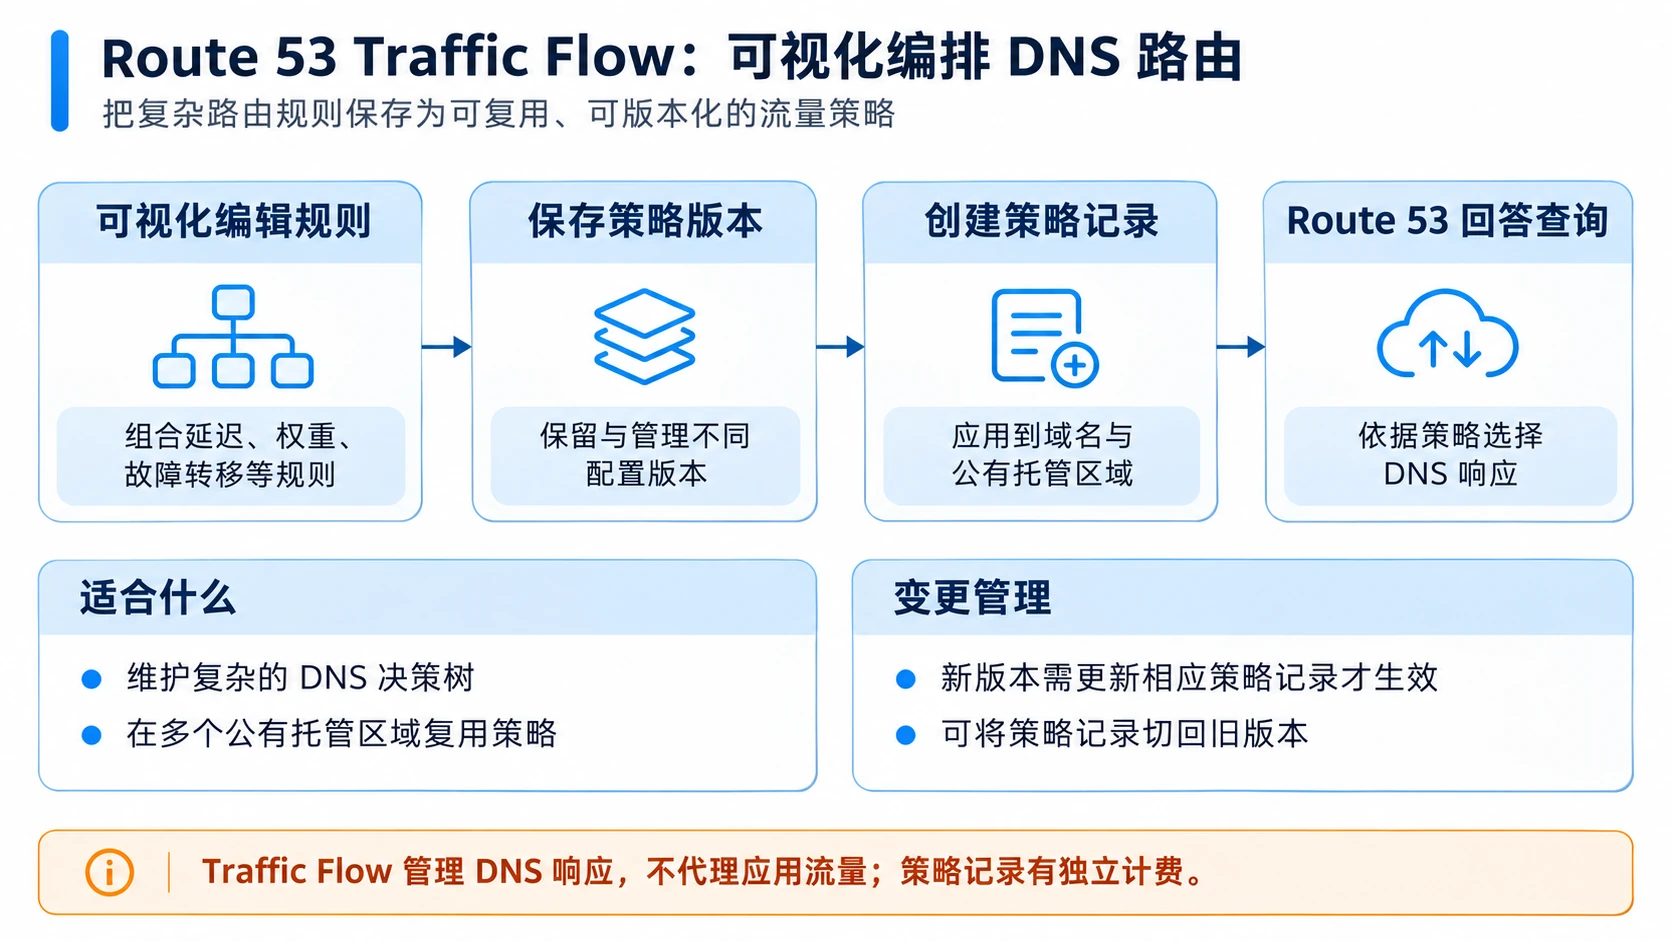 Route 53 Traffic Flow：可视化编排 DNS 路由
把复杂路由规则保存为可复用、可版本化的流量策略
可视化编辑规则
组合延迟、权重、
故障转移等规则
保存策略版本
保留与管理不同
配置版本
创建策略记录
应用到域名与
公有托管区域
Route 53 回答查询
依据策略选择
DNS 响应
适合什么
维护复杂的 DNS 决策树
在多个公有托管区域复用策略
变更管理
新版本需更新相应策略记录才生效
可将策略记录切回旧版本
Traffic Flow 管理 DNS 响应，不代理应用流量；策略记录有独立计费。